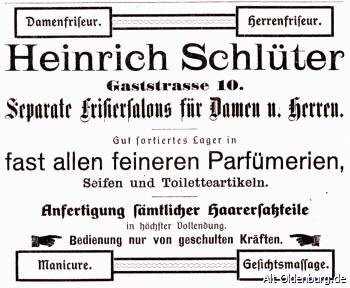 Damenfriseur. Herrenfriseur.
Heinrich Schlüter
Gaststrasse 10.
Separate Frisiersalons für Damen u. Herren.
Gut sortiertes Lager in
fast allen feineren Parfümerien,
Seifen und Toiletteartikeln.
Anfertigung sämtlicher Haarersatzteile
in höchster Vollendung.
Bedienung nur von geschulten Kräften.
Manicure. Gesichtsmassage.
Alt-Oldenburg.de